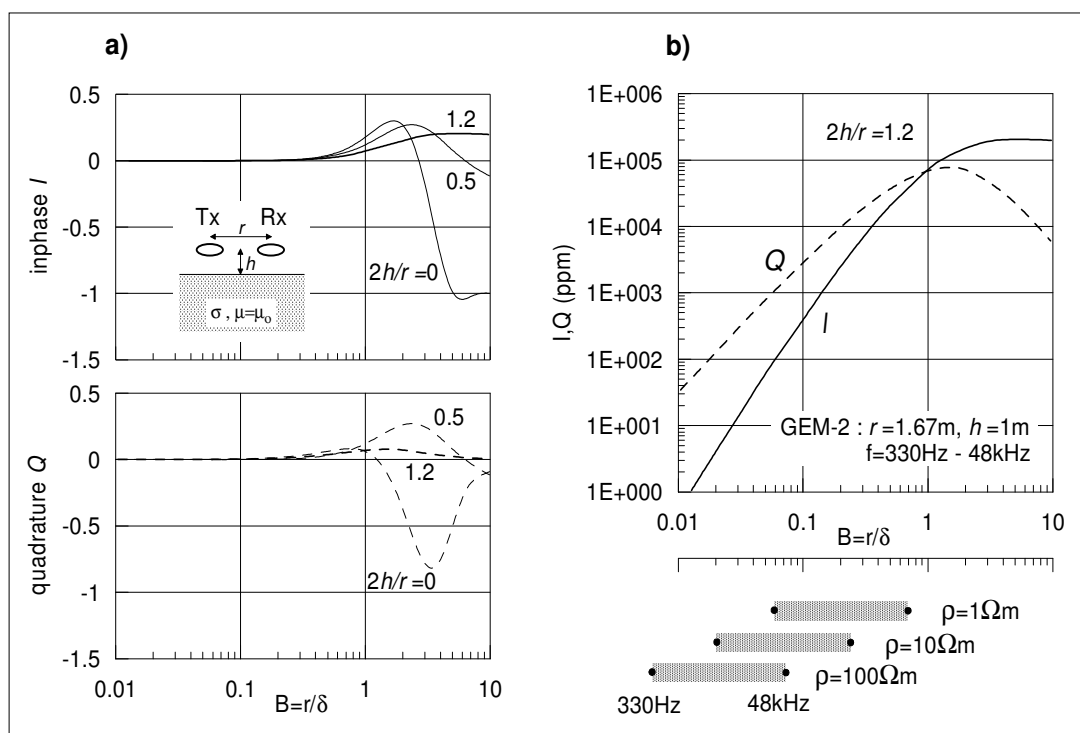 a)
0.5
0
-0.5
-1
-1.5
inphase I
1.2
0.5
2h/r=0
Tx
Rx
r
h
σ , μ=μo
0.5
0
-0.5
-1
-1.5
quadrature Q
0.5
1.2
2h/r=0
0.01
0.1
1
10
B=r/δ
b)
1E+006
1E+005
1E+004
1E+003
1E+002
1E+001
1E+000
I,Q (ppm)
2h/r=1.2
Q
I
GEM-2 : r=1.67m, h=1m
f=330Hz - 48kHz
0.01
0.1
1
10
B=r/δ
ρ=1Ωm
ρ=10Ωm
ρ=100Ωm
330Hz
48kHz